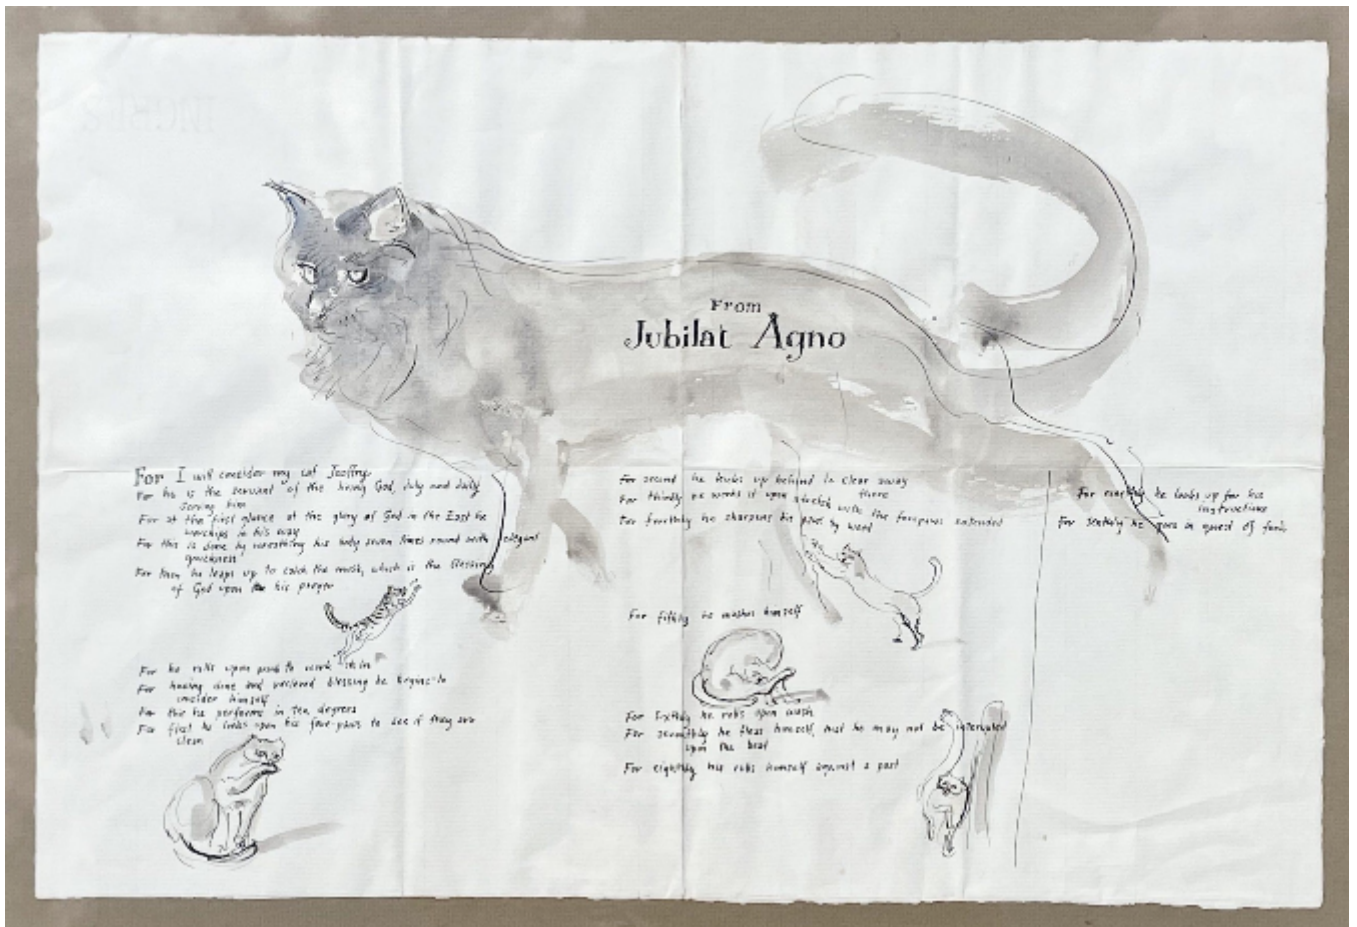 INGRES
From
Jubilat Agno
For I will consider my cat Jeoffry
For he is the servant of the living God, duly and daily
serving him
For at the first glance of the glory of God in the East he
worships in his way
For this is done by wreathing his body seven times round with elegant
quickness
For then he leaps up to catch the musk, which is the blessing
of God upon his prayer
For he rolls upon prank to work it in
For having done and received blessing he begins to
consider himself
For this he performs in ten degrees
For first he looks upon his fore-paws to see if they are
clean
For second he kicks up behind to clear away
there
For thirdly he works it upon stretch with the forepaws extended
For fourthly he sharpens his paws by wood
For fifthly he washes himself
For Sixthly he rolls upon wash
For seventhly he fleas himself, that he may not be interrupted
upon the beat
For eighthly he rubs himself against a post
For he looks up for his
instructions
For he goes in quest of food